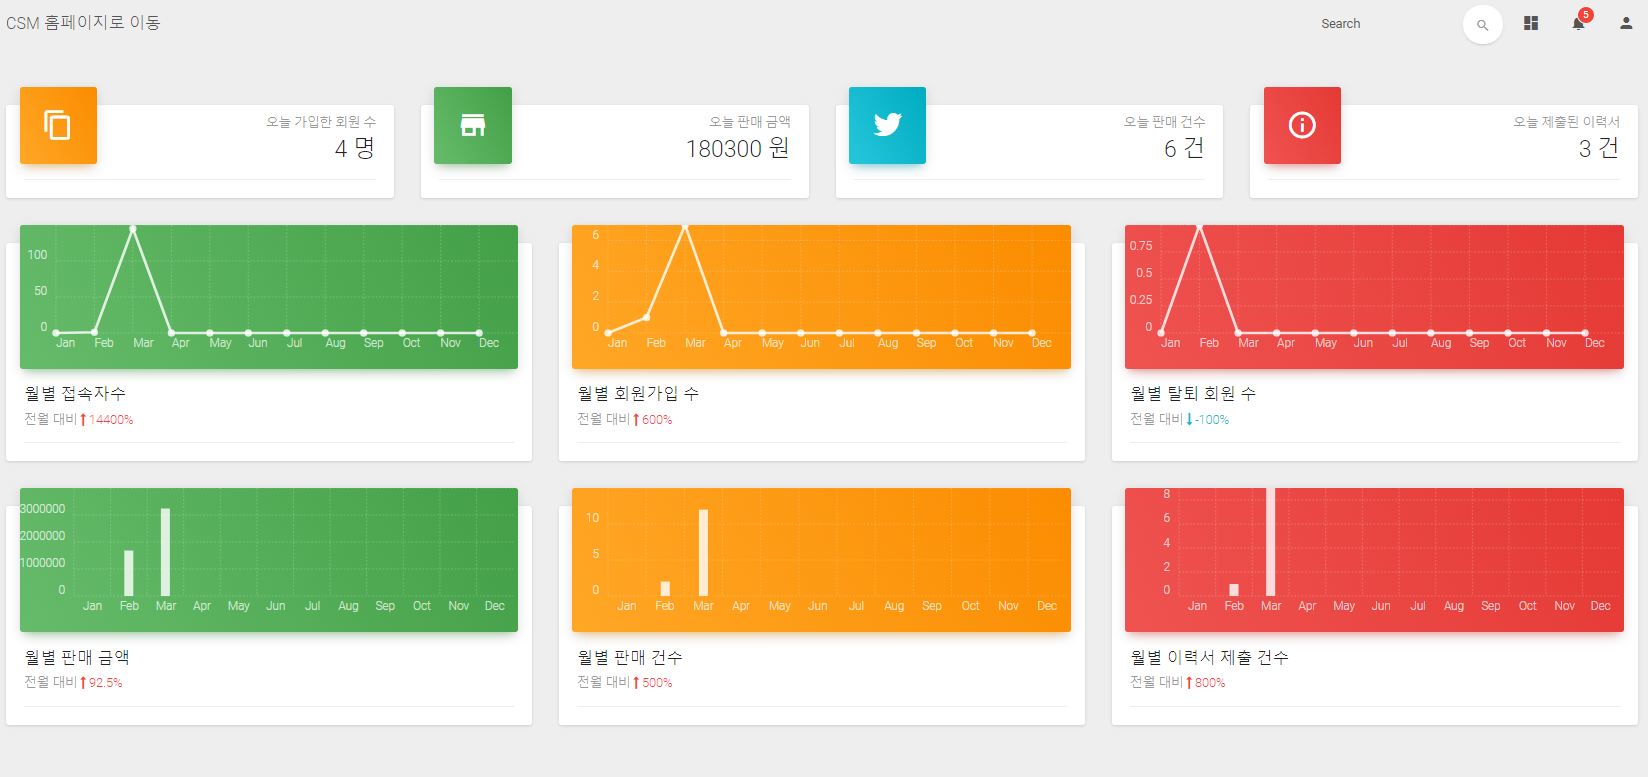 CSM 홈페이지로 이동
Search
5
오늘 가입한 회원 수
4 명
오늘 판매 금액
180300 원
오늘 판매 건수
6 건
오늘 제출된 이력서
3 건
100
50
0
Jan Feb Mar Apr May Jun Jul Aug Sep Oct Nov Dec
월별 접속자수
전월 대비 14400%
6
4
2
0
Jan Feb Mar Apr May Jun Jul Aug Sep Oct Nov Dec
월별 회원가입 수
전월 대비 600%
0.75
0.5
0.25
0
Jan Feb Mar Apr May Jun Jul Aug Sep Oct Nov Dec
월별 탈퇴 회원 수
전월 대비 -100%
3000000
2000000
1000000
0
Jan Feb Mar Apr May Jun Jul Aug Sep Oct Nov Dec
월별 판매 금액
전월 대비 92.5%
10
5
0
Jan Feb Mar Apr May Jun Jul Aug Sep Oct Nov Dec
월별 판매 건수
전월 대비 500%
8
6
4
2
0
Jan Feb Mar Apr May Jun Jul Aug Sep Oct Nov Dec
월별 이력서 제출 건수
전월 대비 800%